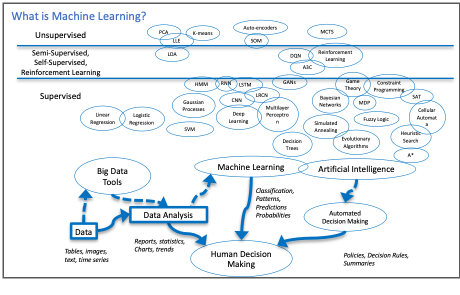 What is Machine Learning?
Unsupervised
PCA
K-means
LLE
Auto-encoders
SOM
MCTS
Semi-Supervised,
Self-Supervised,
Reinforcement Learning
LDA
DQN
Reinforcement
Learning
A3C
Supervised
HMM
RNN
LSTM
GANs
Game
Theory
Constraint
Programming
Gaussian
Processes
CNN
LRCN
Bayesian
Networks
MDP
SAT
Linear
Regression
Logistic
Regression
Deep
Learning
Multilayer
Perceptro
n
Fuzzy Logic
Cellular
Automat
a
SVM
Simulated
Annealing
Heuristic
Search
Decision
Trees
Evolutionary
Algorithms
A*
Big Data
Tools
Machine Learning
Artificial Intelligence
Classification,
Patterns,
Predictions
Probabilities
Data
Data Analysis
Automated
Decision Making
Tables, images,
text, time series
Reports, statistics,
Charts, trends
Human Decision
Making
Policies, Decision Rules,
Summaries